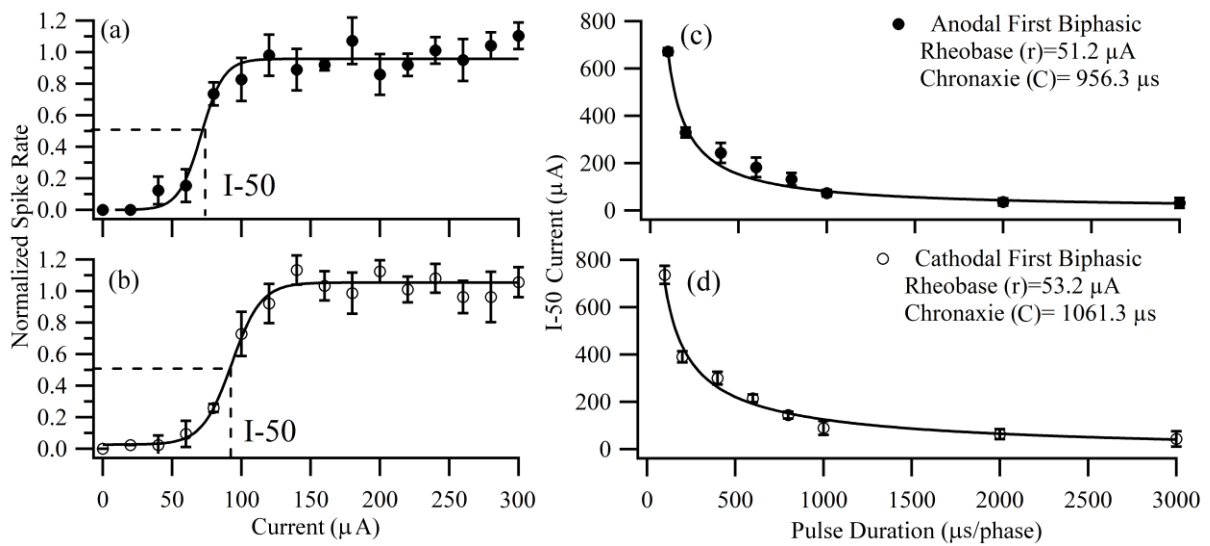 Normalized Spike Rate
(a)
1.2
1.0
0.8
0.6
0.4
0.2
0.0
I-50
(b)
1.2
1.0
0.8
0.6
0.4
0.2
0.0
I-50
0 50 100 150 200 250 300
Current (μA)
I-50 Current (μA)
(c)
800
600
400
200
0
Anodal First Biphasic
Rheobase (r)=51.2 μA
Chronaxie (C)= 956.3 μs
(d)
800
600
400
200
0
Cathodal First Biphasic
Rheobase (r)=53.2 μA
Chronaxie (C)= 1061.3 μs
0 500 1000 1500 2000 2500 3000
Pulse Duration (μs/phase)